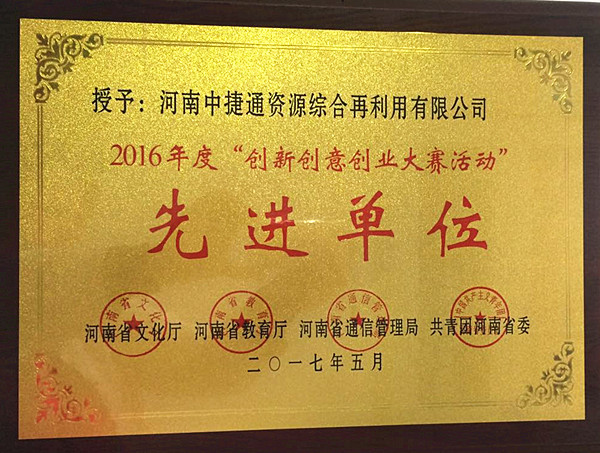 授予：河南中捷通资源综合再利用有限公司
2016年度“创新创意创业大赛活动”
先进单位
河南省文化厅 河南省教育厅 河南省通信管理局 共青团河南省委
二〇一七年五月